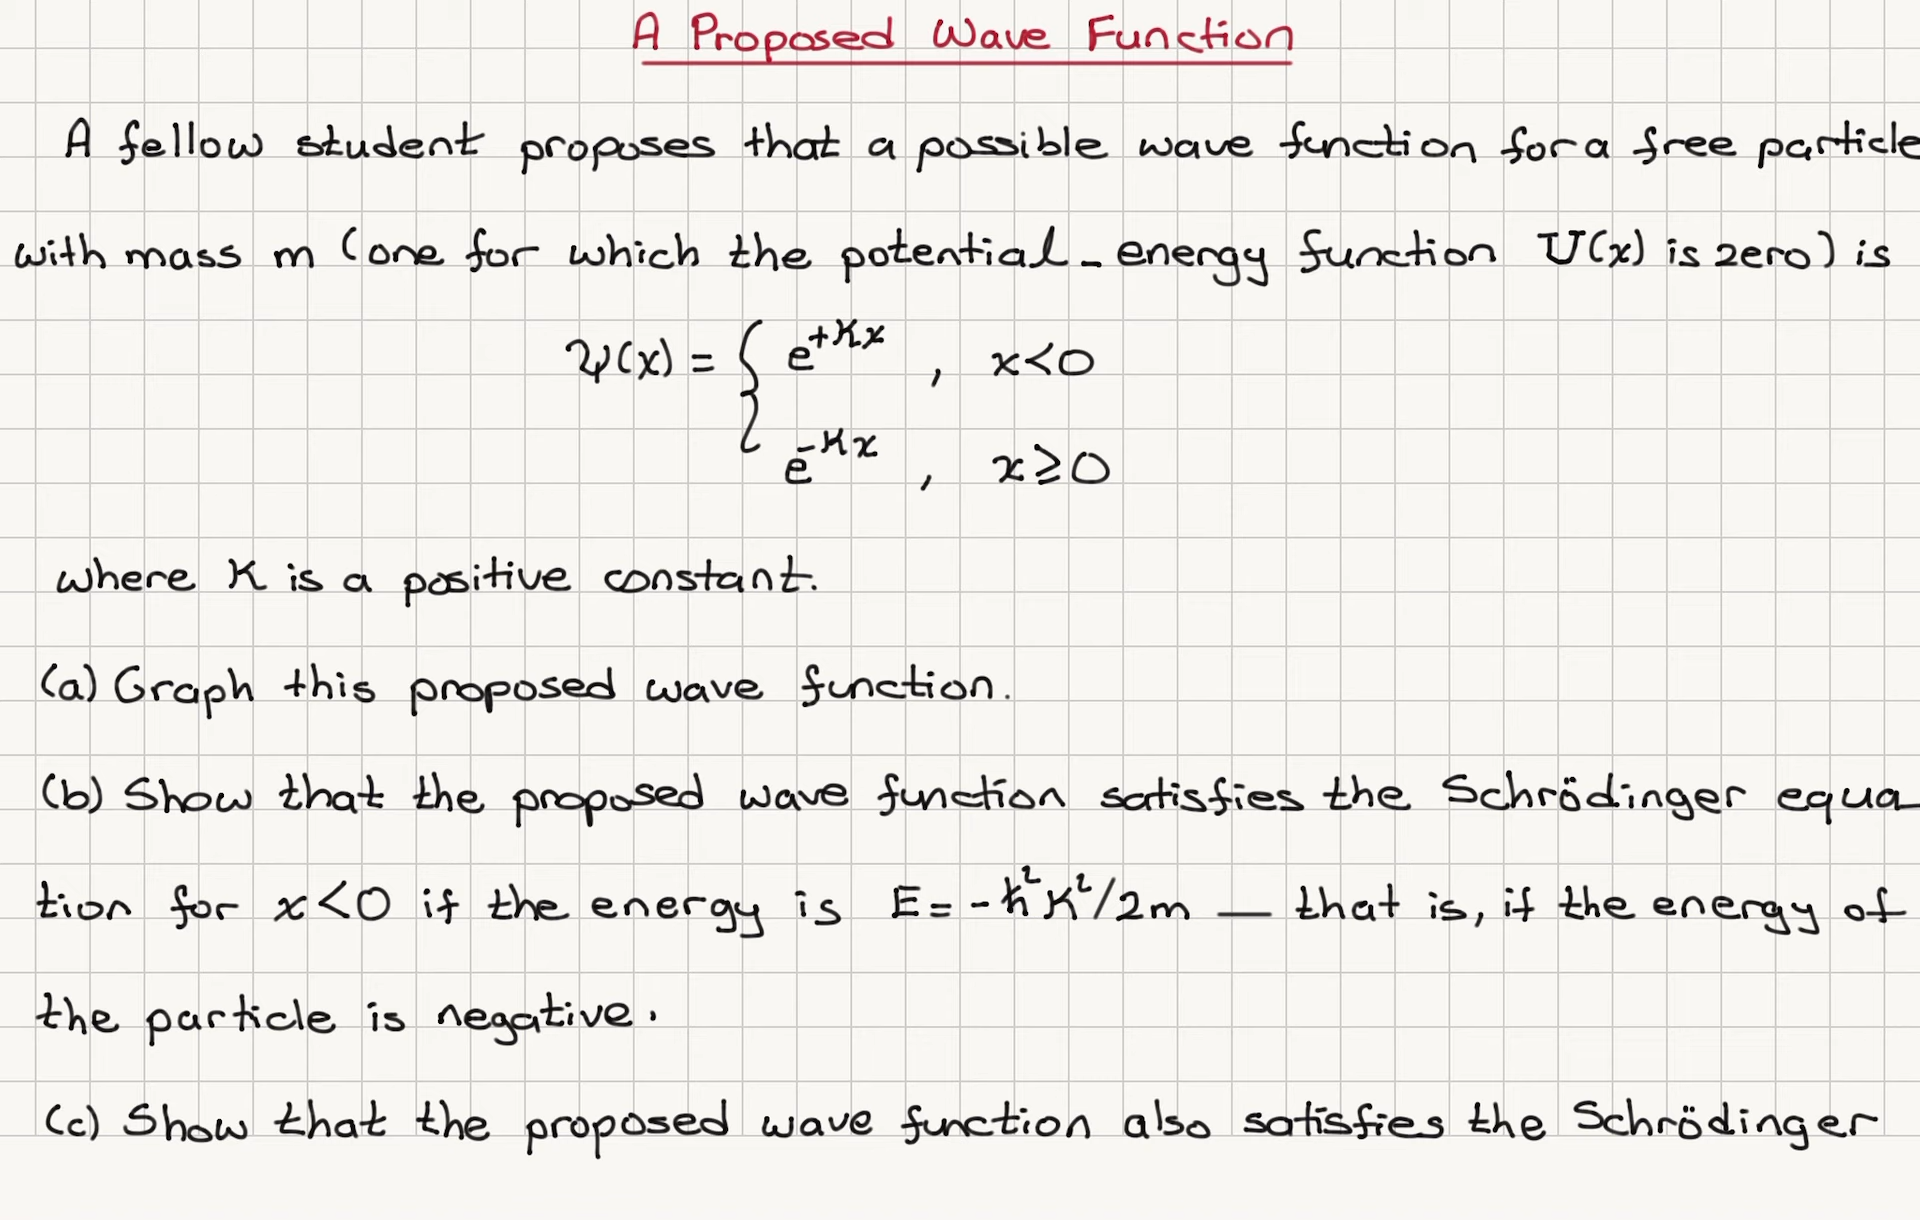 A Proposed Wave Function
A fellow student proposes that a possible wave function for a free particle
with mass m (one for which the potential-energy function U(x) is zero) is
ψ(x) = { e^{+κx} , x<0
e^{-κx} , x≥0
where κ is a positive constant.
(a) Graph this proposed wave function.
(b) Show that the proposed wave function satisfies the Schrödinger equa
tion for x<0 if the energy is E=-ħ²κ²/2m — that is, if the energy of
the particle is negative.
(c) Show that the proposed wave function also satisfies the Schrödinger